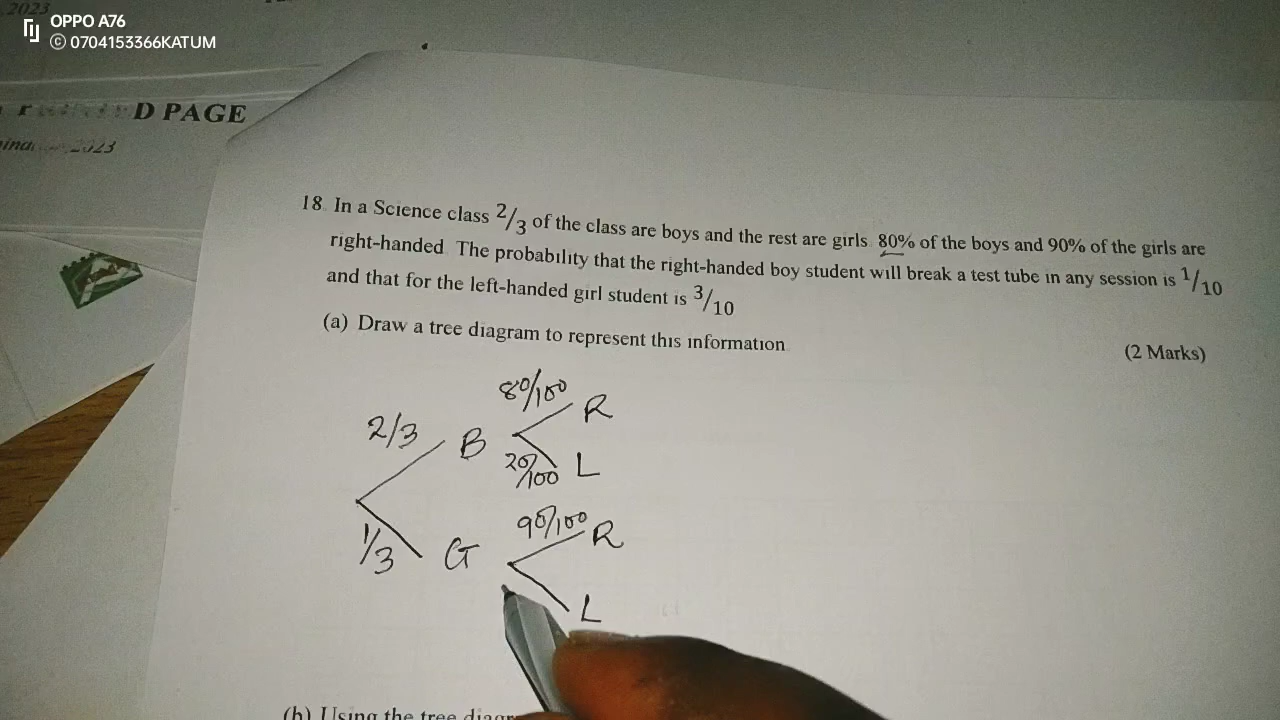 2023
OPPO A76
© 0704153366KATUM
D PAGE
2023
18 In a Science class 2/3 of the class are boys and the rest are girls 80% of the boys and 90% of the girls are
right-handed The probability that the right-handed boy student will break a test tube in any session is 1/10
and that for the left-handed girl student is 3/10
(a) Draw a tree diagram to represent this information
(2 Marks)
80/100
R
2/3
B
20/100
L
90/100
R
1/3
G
L
(b) Using the tree diagr